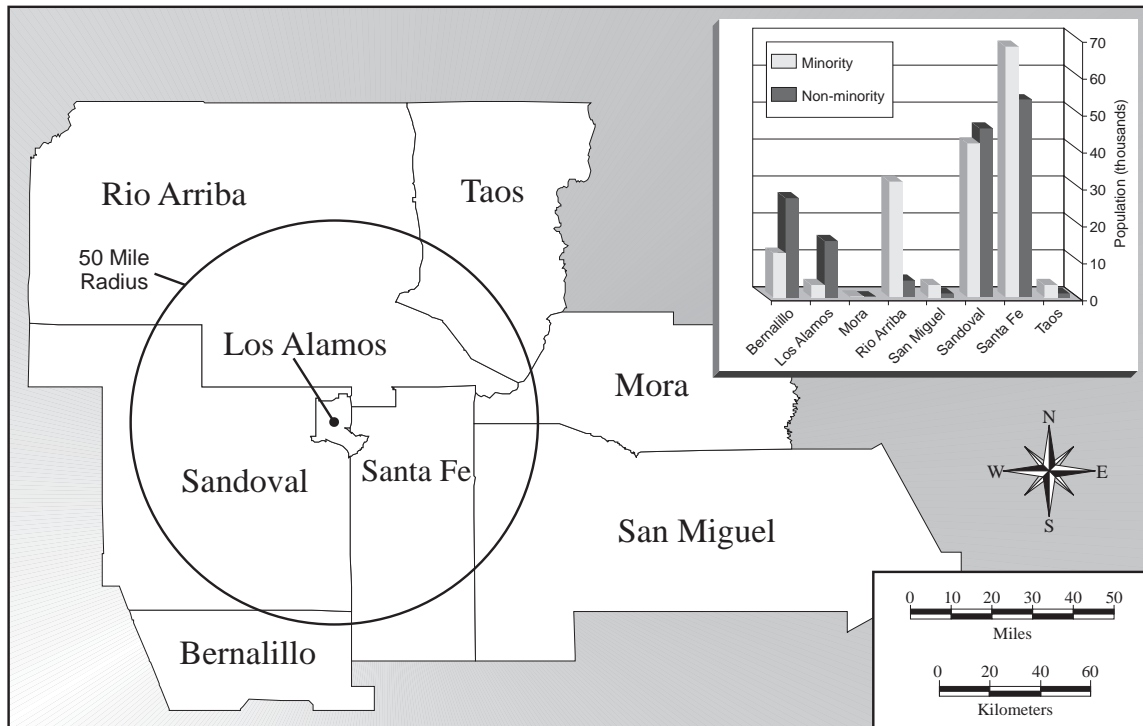 Minority
Non-minority
70
60
50
40
30
20
10
0
Population (thousands)
Bernalillo
Los Alamos
Mora
Rio Arriba
San Miguel
Sandoval
Santa Fe
Taos
Rio Arriba
Taos
50 Mile
Radius
Los Alamos
Mora
Sandoval
Santa Fe
San Miguel
Bernalillo
N
W E
S
0 10 20 30 40 50
Miles
0 20 40 60
Kilometers